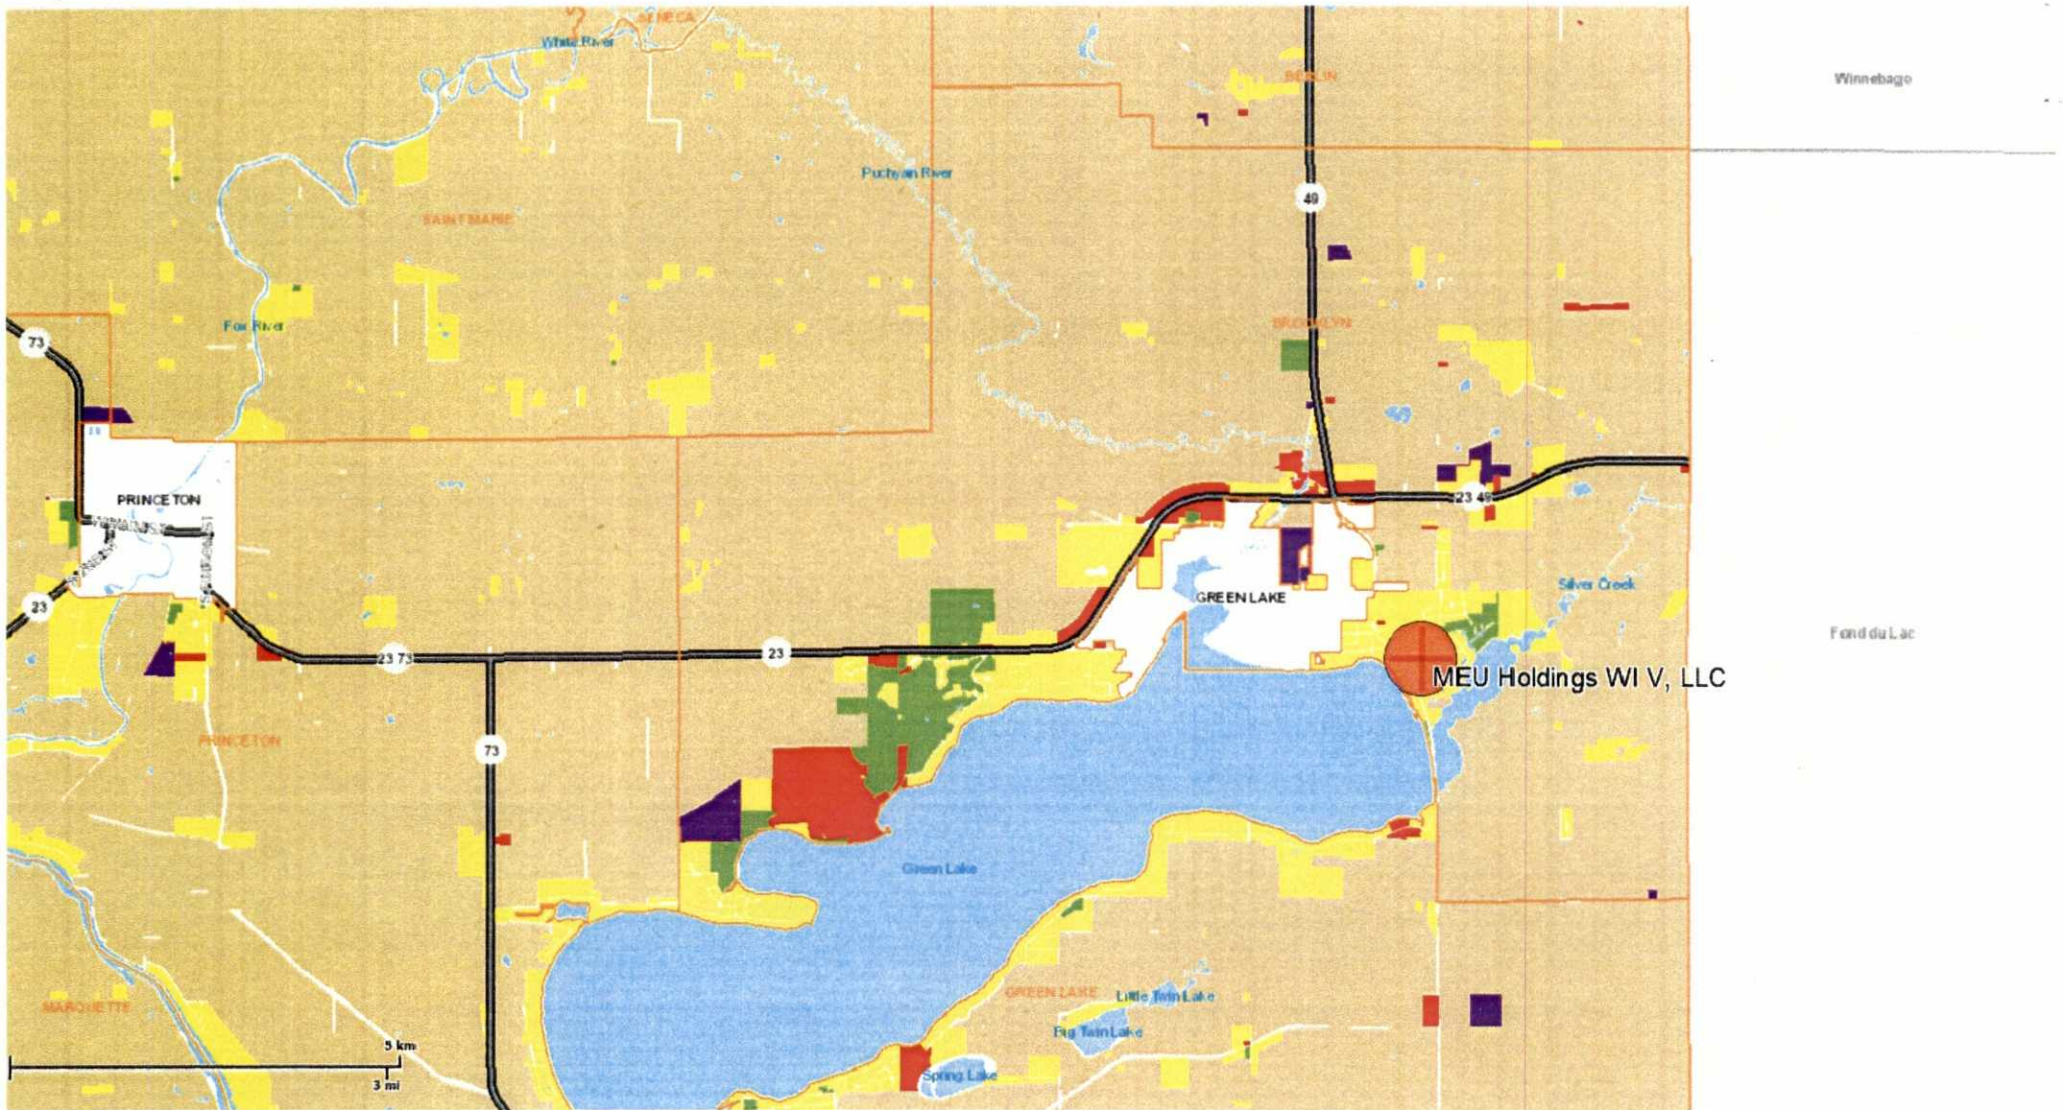 SENECA
White River
BERLIN
Winnebago
Puchyan River
49
SAINT MARIE
Fox River
BROOKLYN
73
PRINCETON
23 49
23
GREEN LAKE
Silver Creek
Fond du Lac
23 73
23
MEU Holdings WI V, LLC
PRINCETON
73
Green Lake
MARQUETTE
GREEN LAKE
Little Twin Lake
Big Twin Lake
5 km
3 mi
Spring Lake